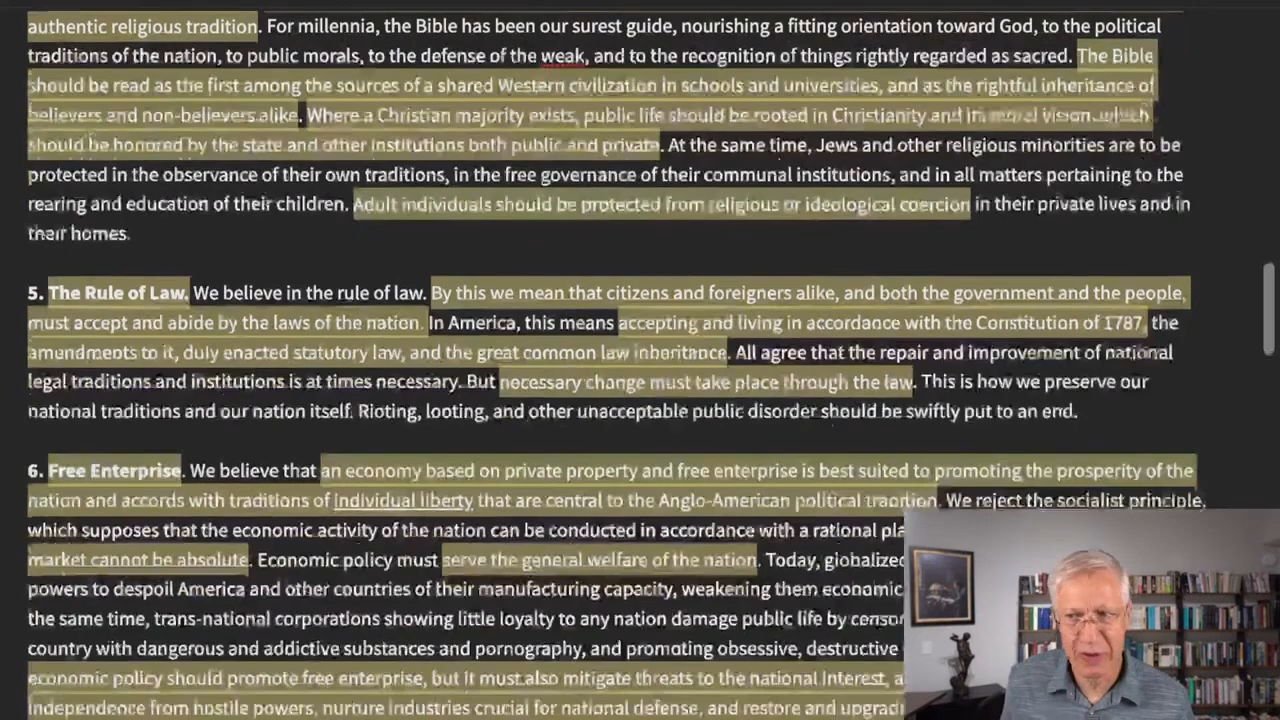 authentic religious tradition. For millennia, the Bible has been our surest guide, nourishing a fitting orientation toward God, to the political
traditions of the nation, to public morals, to the defense of the weak, and to the recognition of things rightly regarded as sacred. The Bible
should be read as the first among the sources of a shared Western civilization in schools and universities, and as the rightful inheritance of
believers and non-believers alike. Where a Christian majority exists, public life should be rooted in Christianity and its moral vision, which
should be honored by the state and other institutions both public and private. At the same time, Jews and other religious minorities are to be
protected in the observance of their own traditions, in the free governance of their communal institutions, and in all matters pertaining to the
rearing and education of their children. Adult individuals should be protected from religious or ideological coercion in their private lives and in
their homes.
5. The Rule of Law. We believe in the rule of law. By this we mean that citizens and foreigners alike, and both the government and the people,
must accept and abide by the laws of the nation. In America, this means accepting and living in accordance with the Constitution of 1787, the
amendments to it, duly enacted statutory law, and the great common law inheritance. All agree that the repair and improvement of national
legal traditions and institutions is at times necessary. But necessary change must take place through the law. This is how we preserve our
national traditions and our nation itself. Rioting, looting, and other unacceptable public disorder should be swiftly put to an end.
6. Free Enterprise. We believe that an economy based on private property and free enterprise is best suited to promoting the prosperity of the
nation and accords with traditions of individual liberty that are central to the Anglo-American political tradition. We reject the socialist principle,
which supposes that the economic activity of the nation can be conducted in accordance with a rational
market cannot be absolute. Economic policy must serve the general welfare of the nation. Today, globalized
powers to despoil America and other countries of their manufacturing capacity, weakening them
the same time, trans-national corporations showing little loyalty to any nation damage public life by
country with dangerous and addictive substances and pornography, and promoting obsessive, destructive
economic policy should promote free enterprise, but it must also mitigate threats to the national interest,
independence from hostile powers, nurture industries crucial for national defense, and restore and